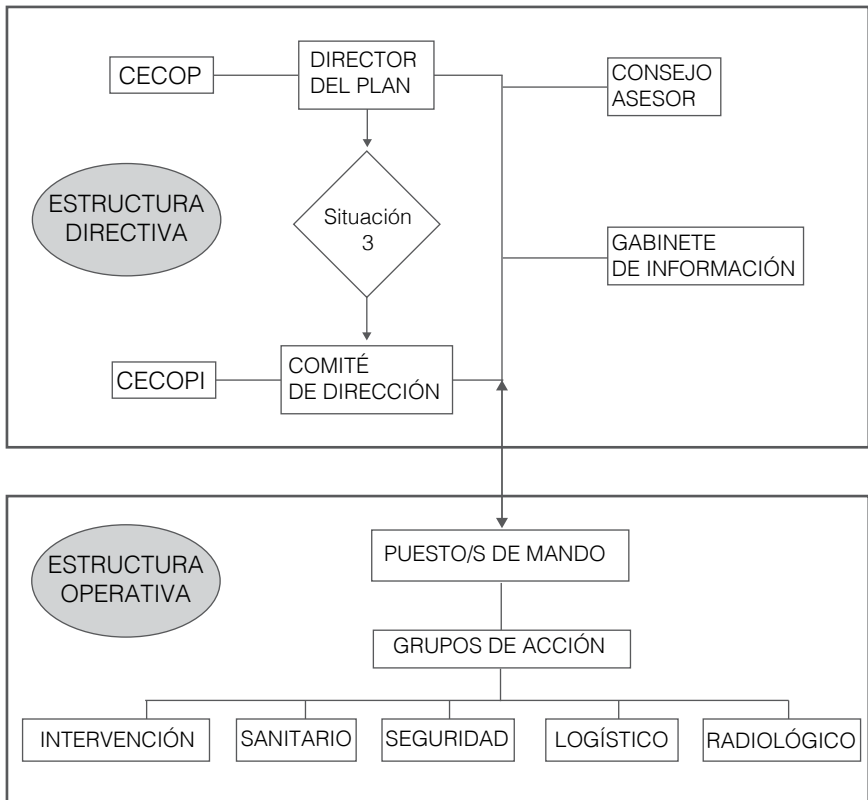 CECOP
DIRECTOR
DEL PLAN
CONSEJO
ASESOR
ESTRUCTURA
DIRECTIVA
Situación
3
GABINETE
DE INFORMACIÓN
CECOPI
COMITÉ
DE DIRECCIÓN
ESTRUCTURA
OPERATIVA
PUESTO/S DE MANDO
GRUPOS DE ACCIÓN
INTERVENCIÓN
SANITARIO
SEGURIDAD
LOGÍSTICO
RADIOLÓGICO